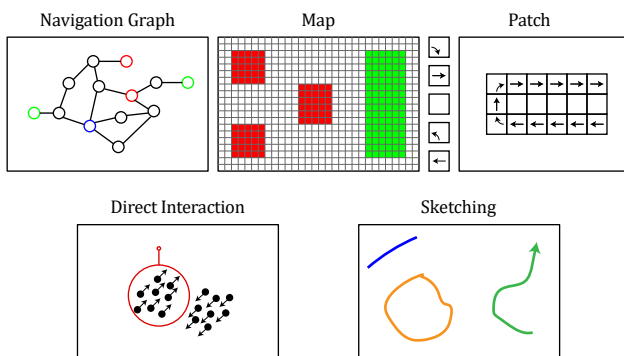 Navigation Graph
Map
Patch
Direct Interaction
Sketching